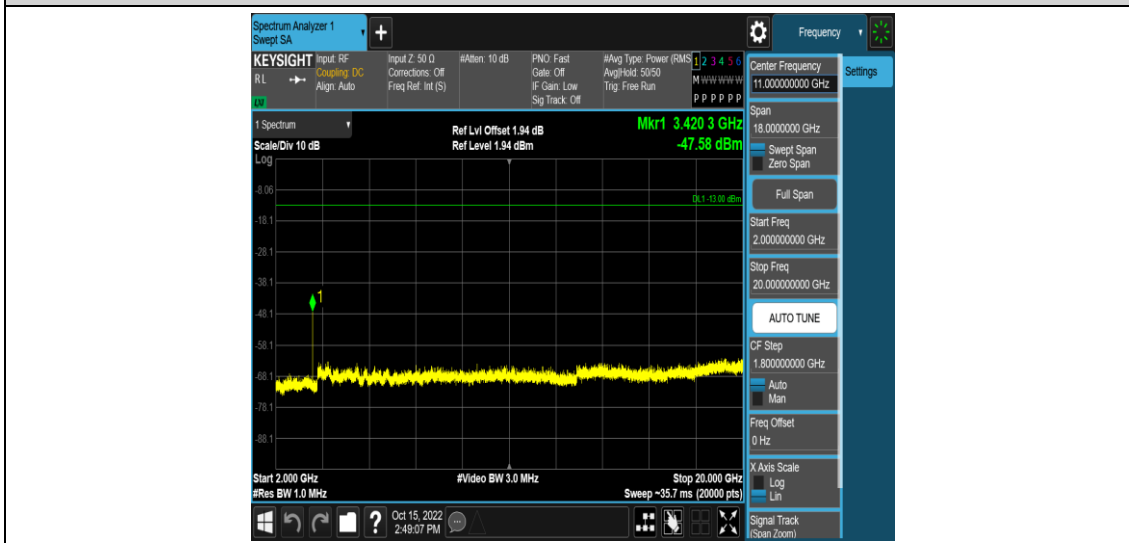 Spectrum Analyzer 1
Swept SA
Frequency
KEYSIGHT
RL
LNI
Input: RF
Coupling: DC
Align: Auto
Input Z: 50 Ω
Corrections: Off
Freq Ref: Int (S)
#Atten: 10 dB
PNO: Fast
Gate: Off
IF Gain: Low
Sig Track: Off
#Avg Type: Power (RMS
Avg|Hold: 50/50
Trig: Free Run
1 2 3 4 5 6
M W W W W W
P P P P P P
1 Spectrum
Scale/Div 10 dB
Log
Ref Lvl Offset 1.94 dB
Ref Level 1.94 dBm
Mkr1 3.420 3 GHz
-47.58 dBm
-8.06
DL1 -13.00 dBm
-18.1
-28.1
-38.1
1
-48.1
-58.1
-68.1
-78.1
-88.1
Start 2.000 GHz
#Video BW 3.0 MHz
Stop 20.000 GHz
#Res BW 1.0 MHz
Sweep ~35.7 ms (20000 pts)
Center Frequency
11.000000000 GHz
Settings
Span
18.0000000 GHz
Swept Span
Zero Span
Full Span
Start Freq
2.000000000 GHz
Stop Freq
20.000000000 GHz
AUTO TUNE
CF Step
1.800000000 GHz
Auto
Man
Freq Offset
0 Hz
X Axis Scale
Log
Lin
Signal Track
(Span Zoom)
?
Oct 15, 2022
2:49:07 PM